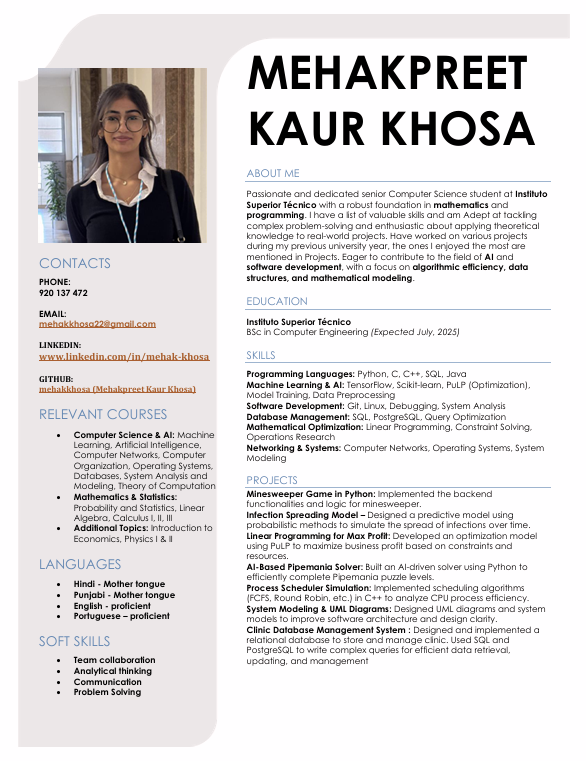 MEHAKPREET
KAUR KHOSA
CONTACTS
PHONE:
920 137 472
EMAIL:
mehakkhosa22@gmail.com
LINKEDIN:
www.linkedin.com/in/mehak-khosa
GITHUB:
mehakkhosa (Mehakpreet Kaur Khosa)
RELEVANT COURSES
• Computer Science & AI: Machine
Learning, Artificial Intelligence,
Computer Networks, Computer
Organization, Operating Systems,
Databases, System Analysis and
Modeling, Theory of Computation
• Mathematics & Statistics:
Probability and Statistics, Linear
Algebra, Calculus I, II, III
• Additional Topics: Introduction to
Economics, Physics I & II
LANGUAGES
• Hindi - Mother tongue
• Punjabi - Mother tongue
• English - proficient
• Portuguese – proficient
SOFT SKILLS
• Team collaboration
• Analytical thinking
• Communication
• Problem Solving
ABOUT ME
Passionate and dedicated senior Computer Science student at Instituto
Superior Técnico with a robust foundation in mathematics and
programming. I have a list of valuable skills and am Adept at tackling
complex problem-solving and enthusiastic about applying theoretical
knowledge to real-world projects. Have worked on various projects
during my previous university year, the ones I enjoyed the most are
mentioned in Projects. Eager to contribute to the field of AI and
software development, with a focus on algorithmic efficiency, data
structures, and mathematical modeling.
EDUCATION
Instituto Superior Técnico
BSc in Computer Engineering (Expected July, 2025)
SKILLS
Programming Languages: Python, C, C++, SQL, Java
Machine Learning & AI: TensorFlow, Scikit-learn, PuLP (Optimization),
Model Training, Data Preprocessing
Software Development: Git, Linux, Debugging, System Analysis
Database Management: SQL, PostgreSQL, Query Optimization
Mathematical Optimization: Linear Programming, Constraint Solving,
Operations Research
Networking & Systems: Computer Networks, Operating Systems, System
Modeling
PROJECTS
Minesweeper Game in Python: Implemented the backend
functionalities and logic for minesweeper.
Infection Spreading Model – Designed a predictive model using
probabilistic methods to simulate the spread of infections over time.
Linear Programming for Max Profit: Developed an optimization model
using PuLP to maximize business profit based on constraints and
resources.
AI-Based Pipemania Solver: Built an AI-driven solver using Python to
efficiently complete Pipemania puzzle levels.
Process Scheduler Simulation: Implemented scheduling algorithms
(FCFS, Round Robin, etc.) in C++ to analyze CPU process efficiency.
System Modeling & UML Diagrams: Designed UML diagrams and system
models to improve software architecture and design clarity.
Clinic Database Management System : Designed and implemented a
relational database to store and manage clinic. Used SQL and
PostgreSQL to write complex queries for efficient data retrieval,
updating, and management